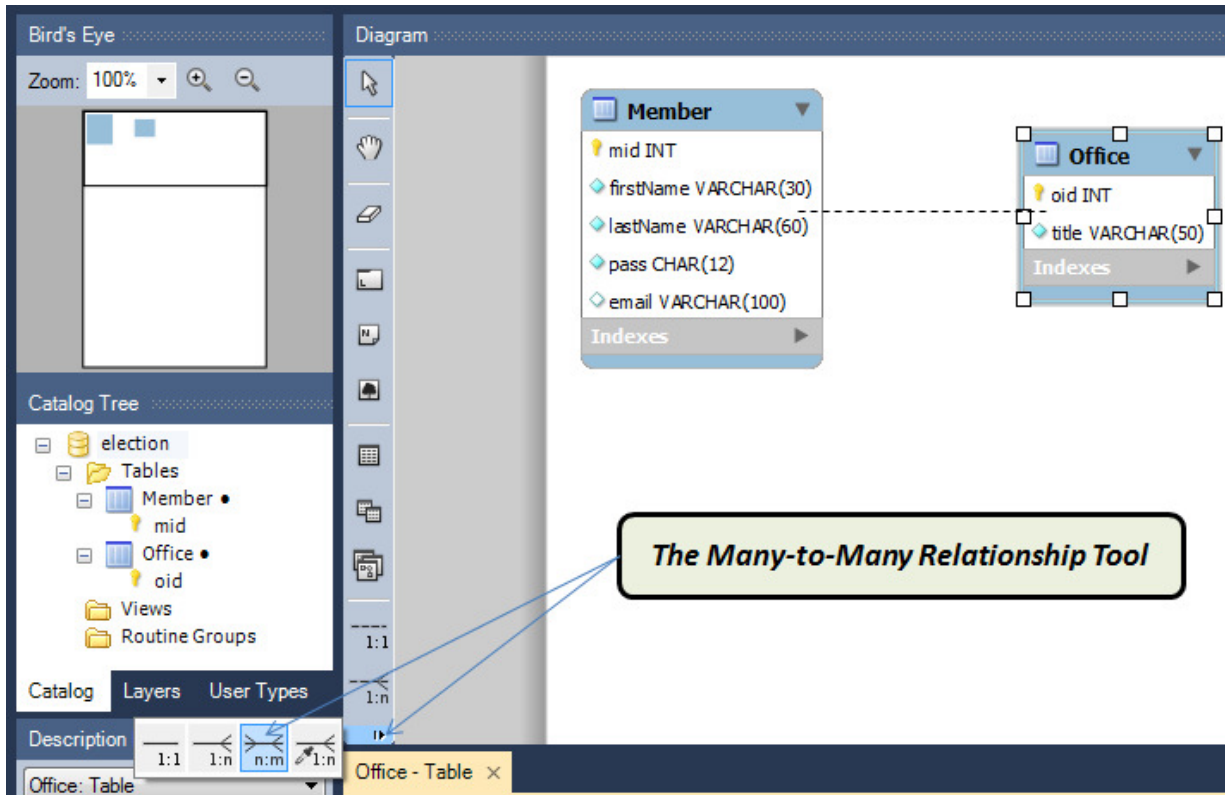 Bird's Eye
Zoom: 100%
Catalog Tree
election
Tables
Member •
mid
Office •
oid
Views
Routine Groups
Catalog Layers User Types
Description
1:1 1:n n:m 1:n
Office: Table
Diagram
1:1
1:n
Member
mid INT
firstName VARCHAR(30)
lastName VARCHAR(60)
pass CHAR(12)
email VARCHAR(100)
Indexes
Office
oid INT
title VARCHAR(50)
Indexes
The Many-to-Many Relationship Tool
Office - Table